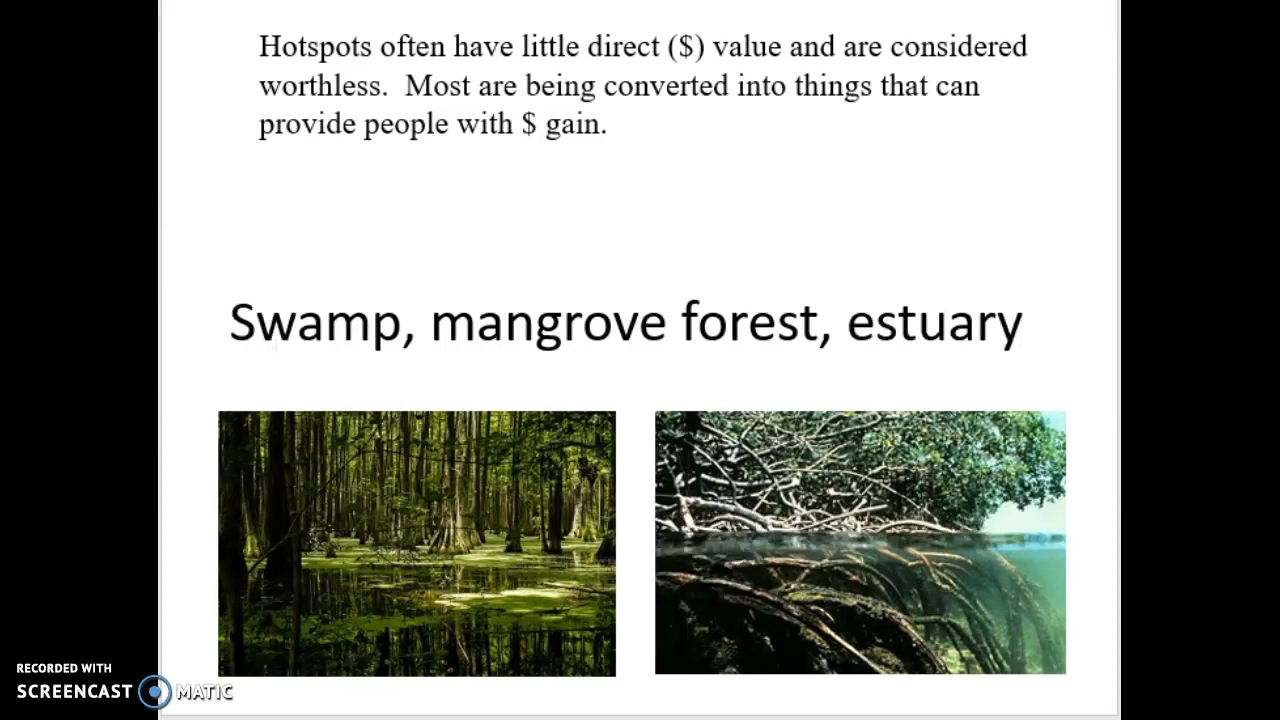 Hotspots often have little direct ($) value and are considered
worthless.  Most are being converted into things that can
provide people with $ gain.
Swamp, mangrove forest, estuary
RECORDED WITH
SCREENCAST MATIC